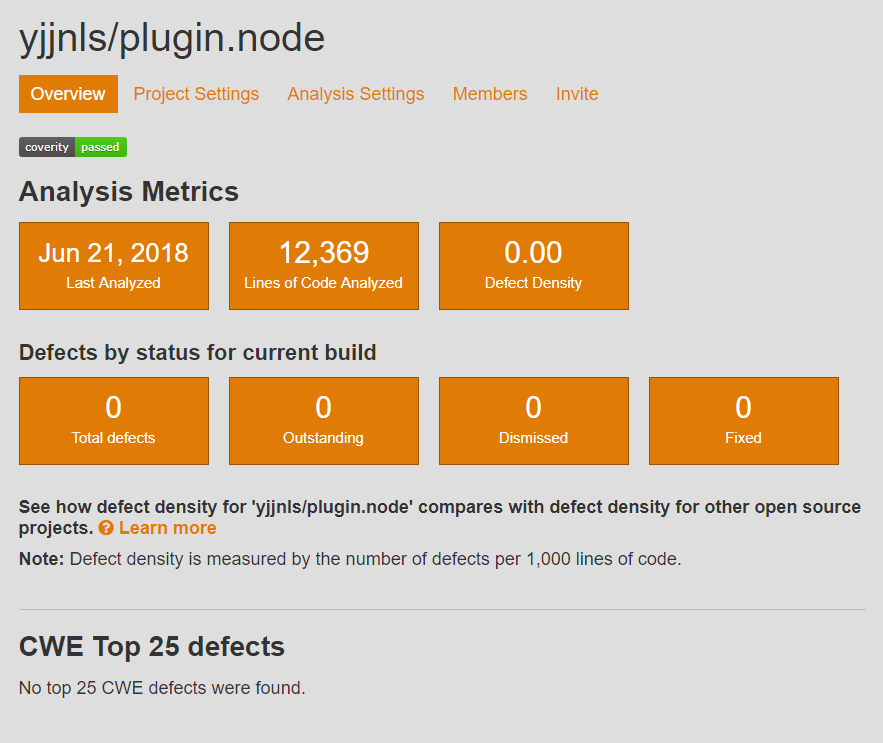 yjjnls/plugin.node
Overview Project Settings Analysis Settings Members Invite
coverity passed
Analysis Metrics
Jun 21, 2018 12,369 0.00
Last Analyzed Lines of Code Analyzed Defect Density
Defects by status for current build
0 0 0 0
Total defects Outstanding Dismissed Fixed
See how defect density for 'yjjnls/plugin.node' compares with defect density for other open source
projects. ? Learn more
Note: Defect density is measured by the number of defects per 1,000 lines of code.
CWE Top 25 defects
No top 25 CWE defects were found.